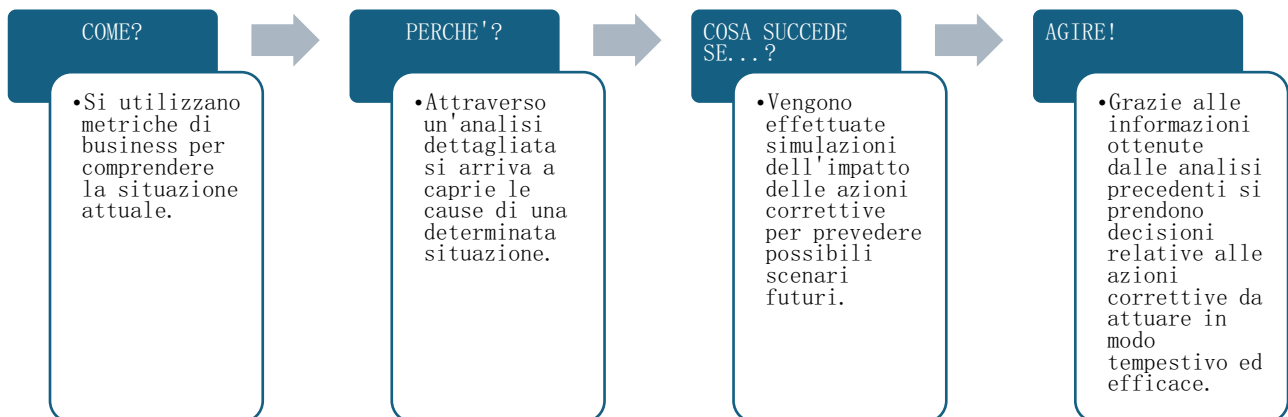 COME?
•Si utilizzano
metriche di
business per
comprendere
la situazione
attuale.
PERCHE'?
•Attraverso
un'analisi
dettagliata
si arriva a
caprie le
cause di una
determinata
situazione.
COSA SUCCEDE
SE...?
•Vengono
effettuate
simulazioni
dell'impatto
delle azioni
correttive
per prevedere
possibili
scenari
futuri.
AGIRE!
•Grazie alle
informazioni
ottenute
dalle analisi
precedenti si
prendono
decisioni
relative alle
azioni
correttive da
attuare in
modo
tempestivo ed
efficace.